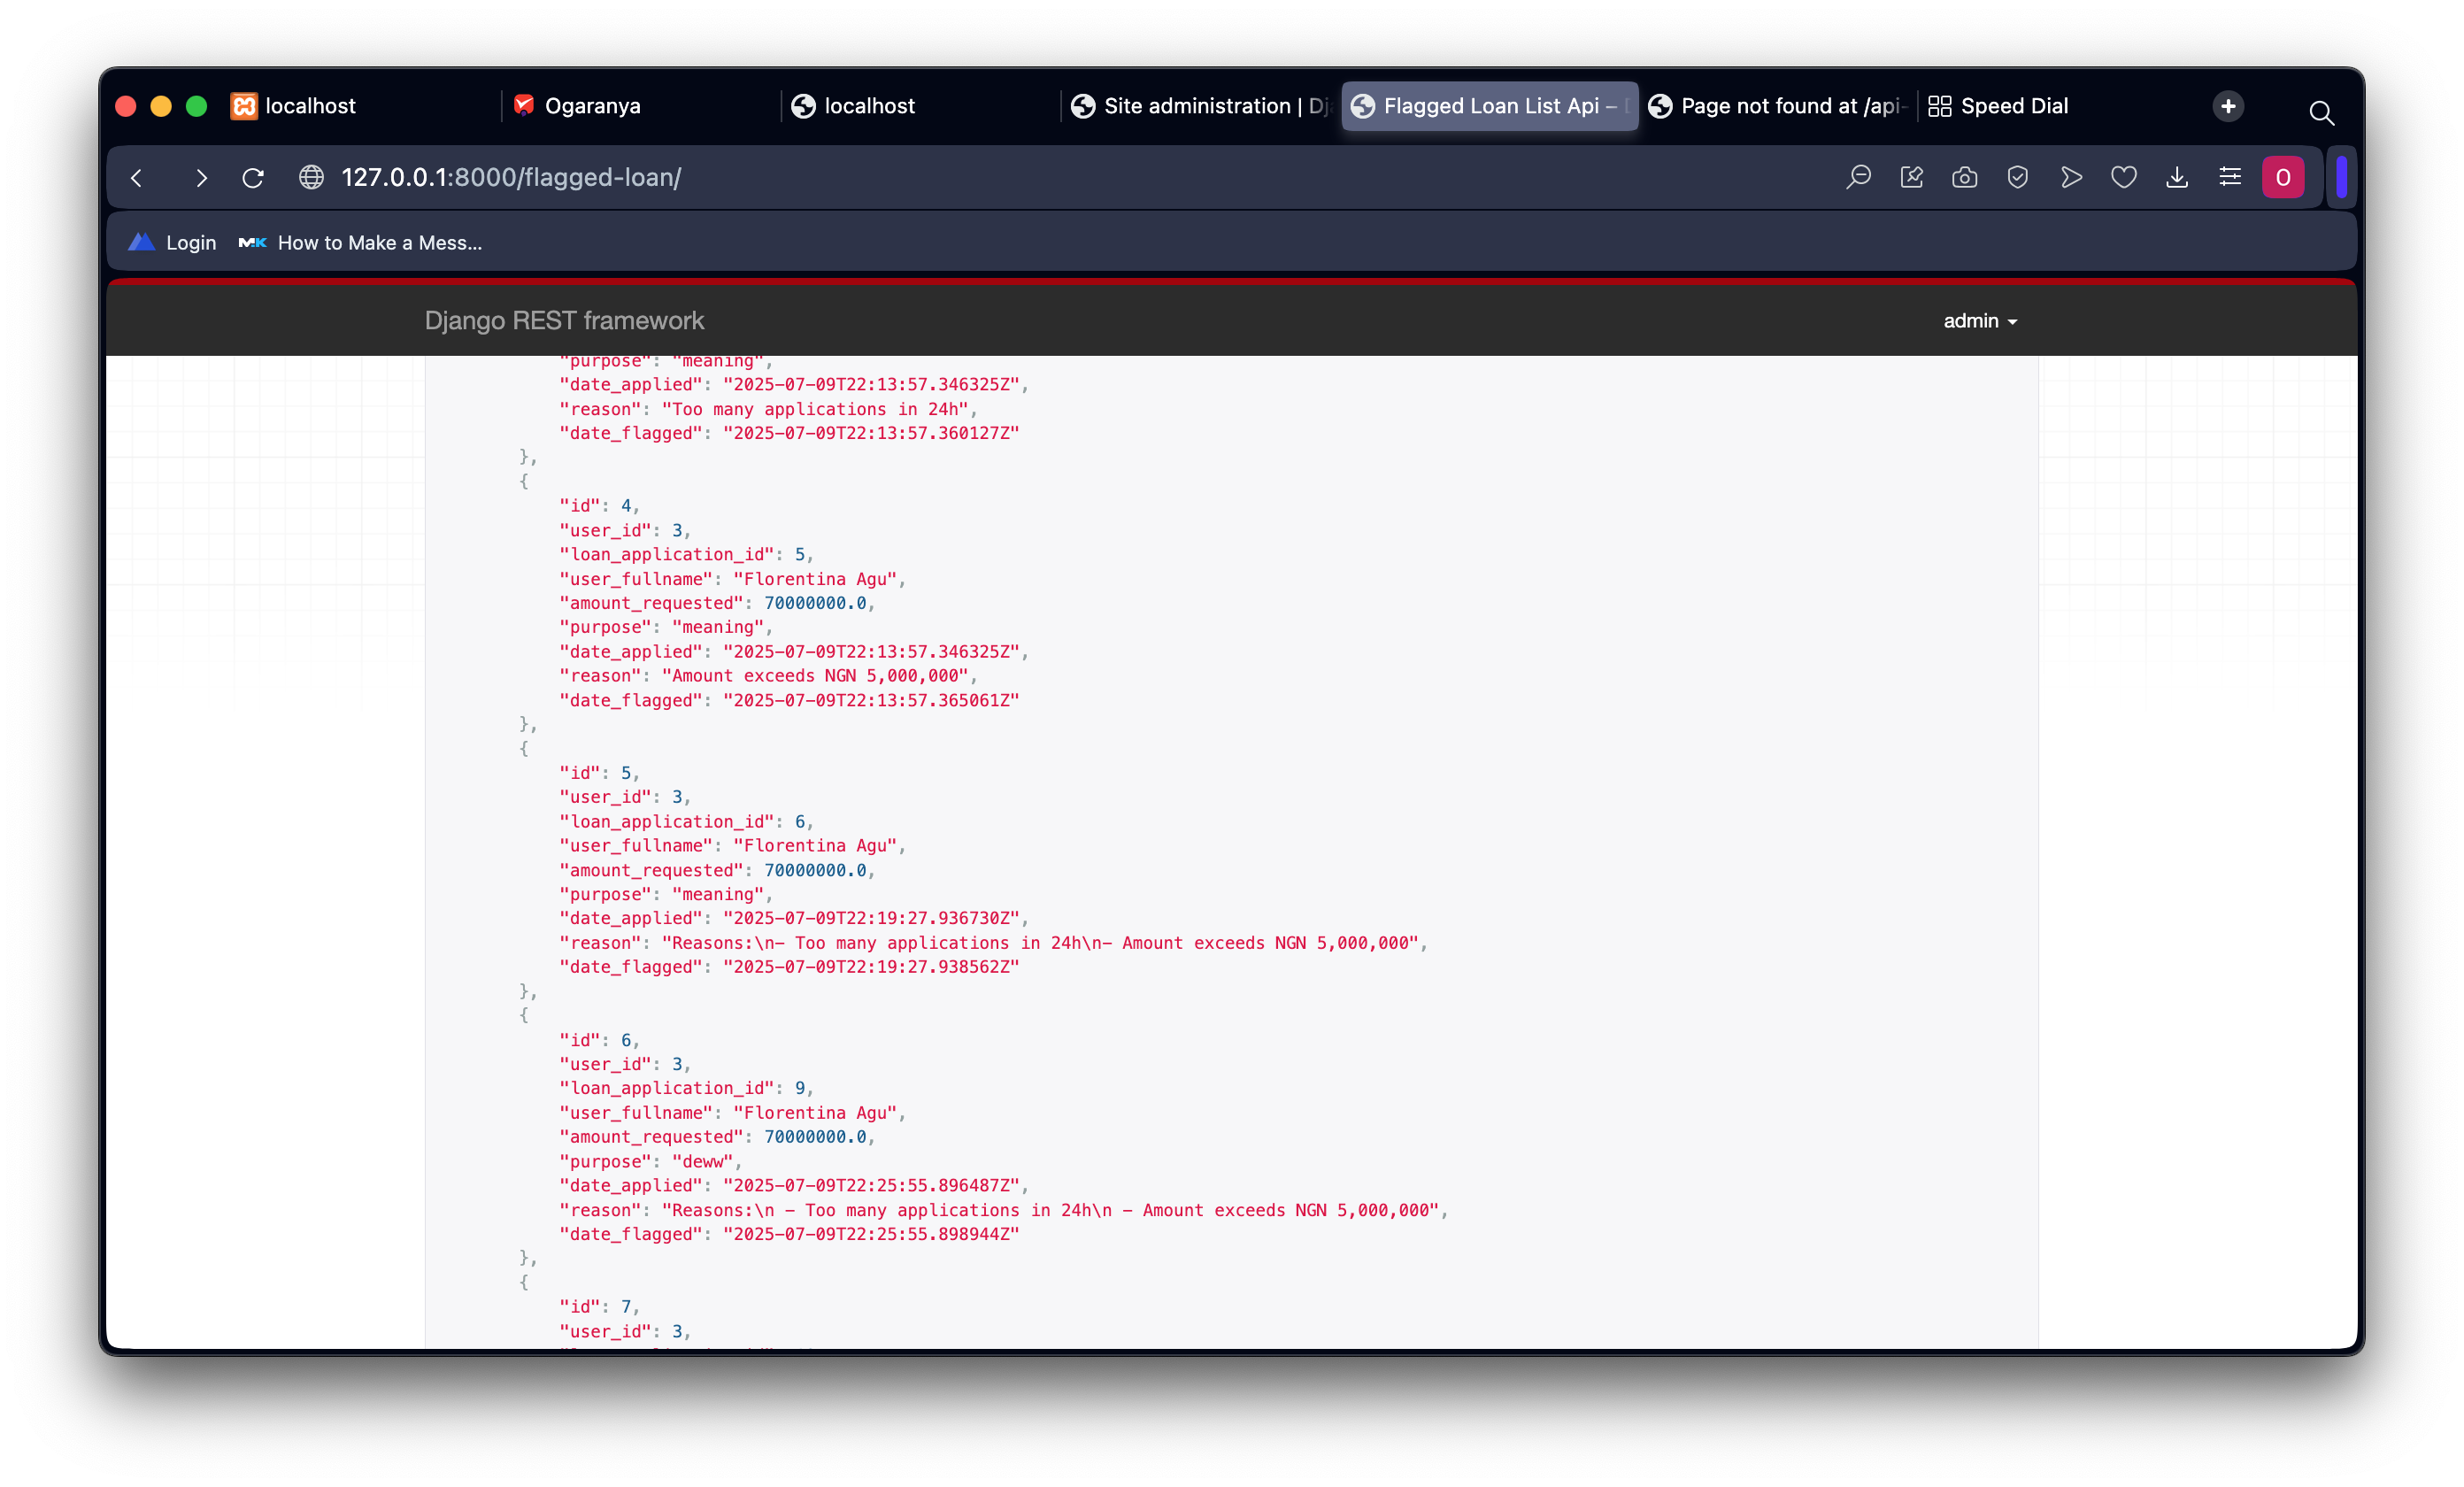 localhost
Ogaranya
localhost
Site administration | Dj
Flagged Loan List Api –
Page not found at /api-
Speed Dial
127.0.0.1:8000/flagged-loan/
O
Login
MK
How to Make a Mess...
Django REST framework
admin
"purpose": "meaning",
"date_applied": "2025-07-09T22:13:57.346325Z",
"reason": "Too many applications in 24h",
"date_flagged": "2025-07-09T22:13:57.360127Z"
},
{
"id": 4,
"user_id": 3,
"loan_application_id": 5,
"user_fullname": "Florentina Agu",
"amount_requested": 70000000.0,
"purpose": "meaning",
"date_applied": "2025-07-09T22:13:57.346325Z",
"reason": "Amount exceeds NGN 5,000,000",
"date_flagged": "2025-07-09T22:13:57.365061Z"
},
{
"id": 5,
"user_id": 3,
"loan_application_id": 6,
"user_fullname": "Florentina Agu",
"amount_requested": 70000000.0,
"purpose": "meaning",
"date_applied": "2025-07-09T22:19:27.936730Z",
"reason": "Reasons:\n- Too many applications in 24h\n- Amount exceeds NGN 5,000,000",
"date_flagged": "2025-07-09T22:19:27.938562Z"
},
{
"id": 6,
"user_id": 3,
"loan_application_id": 9,
"user_fullname": "Florentina Agu",
"amount_requested": 70000000.0,
"purpose": "deww",
"date_applied": "2025-07-09T22:25:55.896487Z",
"reason": "Reasons:\n - Too many applications in 24h\n - Amount exceeds NGN 5,000,000",
"date_flagged": "2025-07-09T22:25:55.898944Z"
},
{
"id": 7,
"user_id": 3,